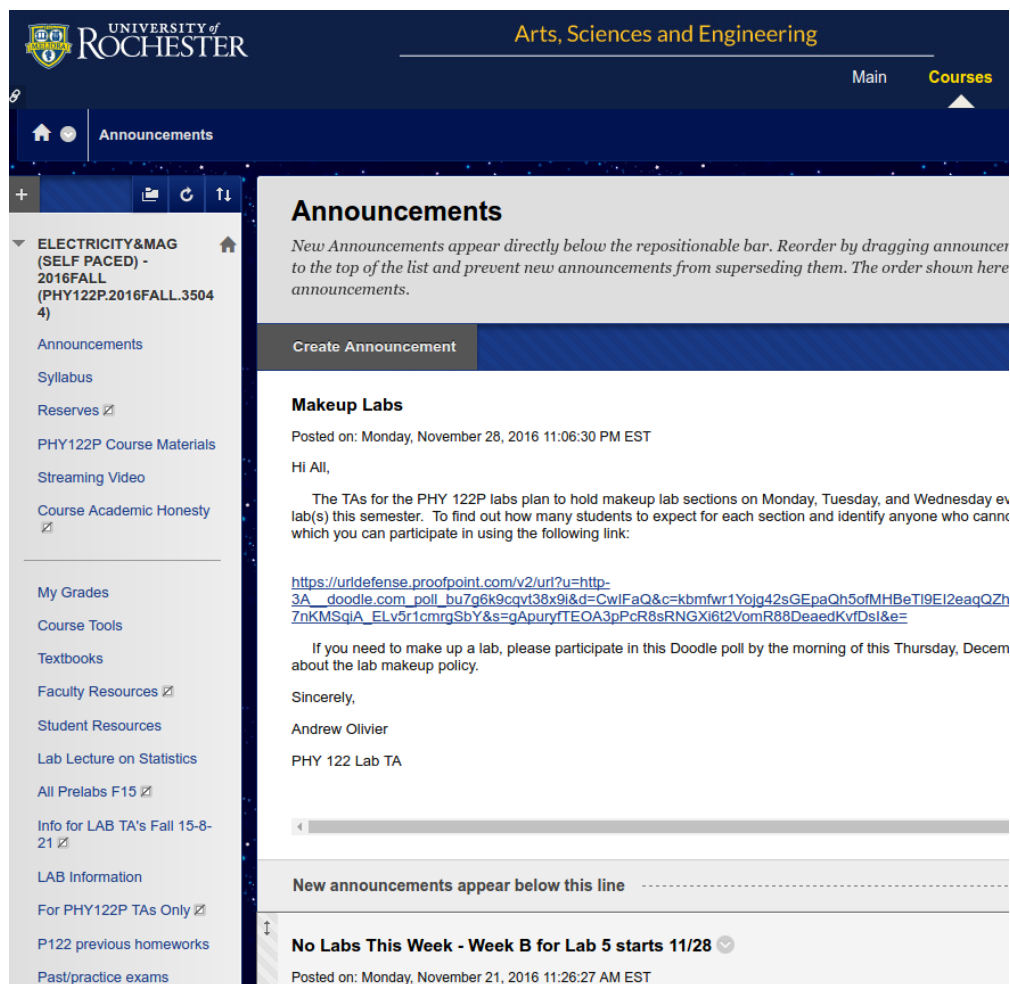 UNIVERSITY of
ROCHESTER
Arts, Sciences and Engineering
Main Courses
Announcements
ELECTRICITY&MAG
(SELF PACED) -
2016FALL
(PHY122P.2016FALL.3504
4)
Announcements
Syllabus
Reserves
PHY122P Course Materials
Streaming Video
Course Academic Honesty
My Grades
Course Tools
Textbooks
Faculty Resources
Student Resources
Lab Lecture on Statistics
All Prelabs F15
Info for LAB TA's Fall 15-8-
21
LAB Information
For PHY122P TAs Only
P122 previous homeworks
Past/practice exams
Announcements
New Announcements appear directly below the repositionable bar. Reorder by dragging announcer
to the top of the list and prevent new announcements from superseding them. The order shown here
announcements.
Create Announcement
Makeup Labs
Posted on: Monday, November 28, 2016 11:06:30 PM EST
Hi All,
The TAs for the PHY 122P labs plan to hold makeup lab sections on Monday, Tuesday, and Wednesday ev
lab(s) this semester. To find out how many students to expect for each section and identify anyone who canno
which you can participate in using the following link:
https://urldefense.proofpoint.com/v2/url?u=http-
3A__doodle.com_poll_bu7g6k9cqvt38x9i&d=CwIFaQ&c=kbmfwr1Yojg42sGEpaQh5ofMHBeTl9EI2eaqQZh
7nKMSqiA_ELv5r1cmrgSbY&s=gApuryfTEOA3pPcR8sRNGXi6t2VomR88DeaedKvfDsI&e=
If you need to make up a lab, please participate in this Doodle poll by the morning of this Thursday, Decem
about the lab makeup policy.
Sincerely,
Andrew Olivier
PHY 122 Lab TA
New announcements appear below this line
No Labs This Week - Week B for Lab 5 starts 11/28
Posted on: Monday, November 21, 2016 11:26:27 AM EST